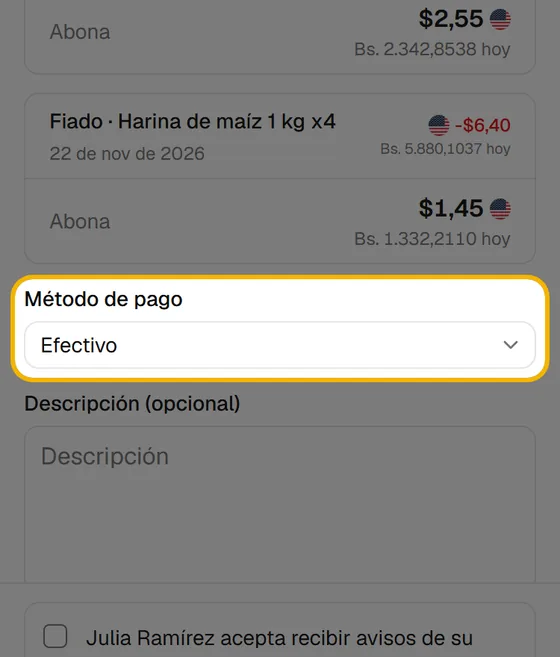 $2,55
Abona
Bs. 2.342,8538 hoy
Fiado · Harina de maíz 1 kg x4
-$6,40
22 de nov de 2026
Bs. 5.880,1037 hoy
$1,45
Abona
Bs. 1.332,2110 hoy
Método de pago
Efectivo
Descripción (opcional)
Descripción
Julia Ramírez acepta recibir avisos de su